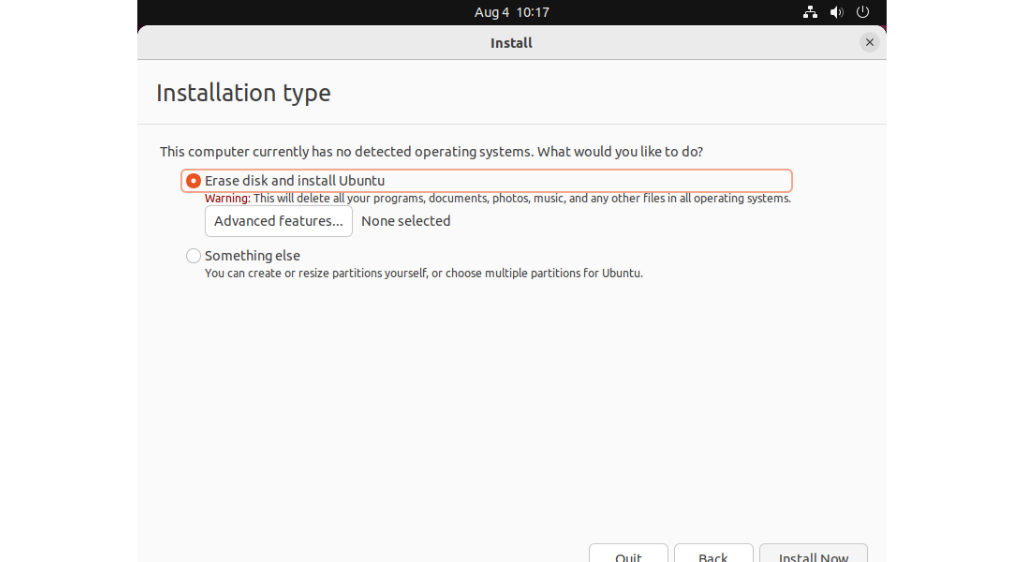 Aug 4 10:17
Install
Installation type
This computer currently has no detected operating systems. What would you like to do?
Erase disk and install Ubuntu
Warning: This will delete all your programs, documents, photos, music, and any other files in all operating systems.
Advanced features... None selected
Something else
You can create or resize partitions yourself, or choose multiple partitions for Ubuntu.
Quit Back Install Now